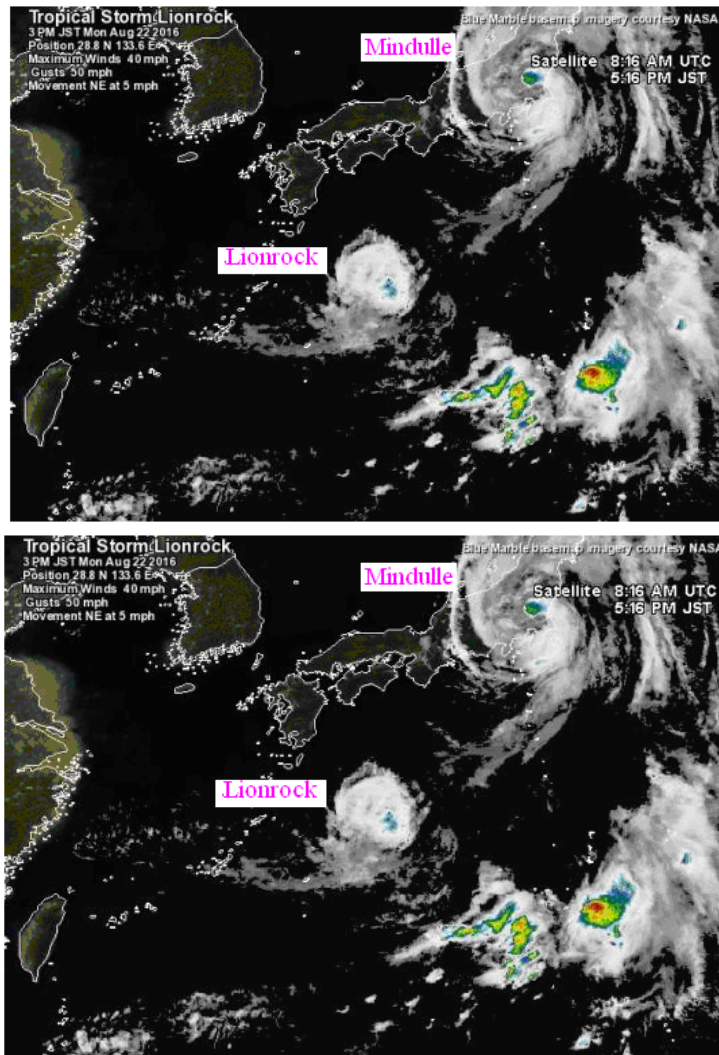 Tropical Storm Lionrock
3 PM JST Mon Aug 22 2016
Position 28.8 N 133.6 E
Maximum Winds 40 mph
Gusts 50 mph
Movement NE at 5 mph
Blue Marble basemap imagery courtesy NASA
Mindulle
Satellite 8:16 AM UTC
5:16 PM JST
Lionrock
Tropical Storm Lionrock
3 PM JST Mon Aug 22 2016
Position 28.8 N 133.6 E
Maximum Winds 40 mph
Gusts 50 mph
Movement NE at 5 mph
Blue Marble basemap imagery courtesy NASA
Mindulle
Satellite 8:16 AM UTC
5:16 PM JST
Lionrock